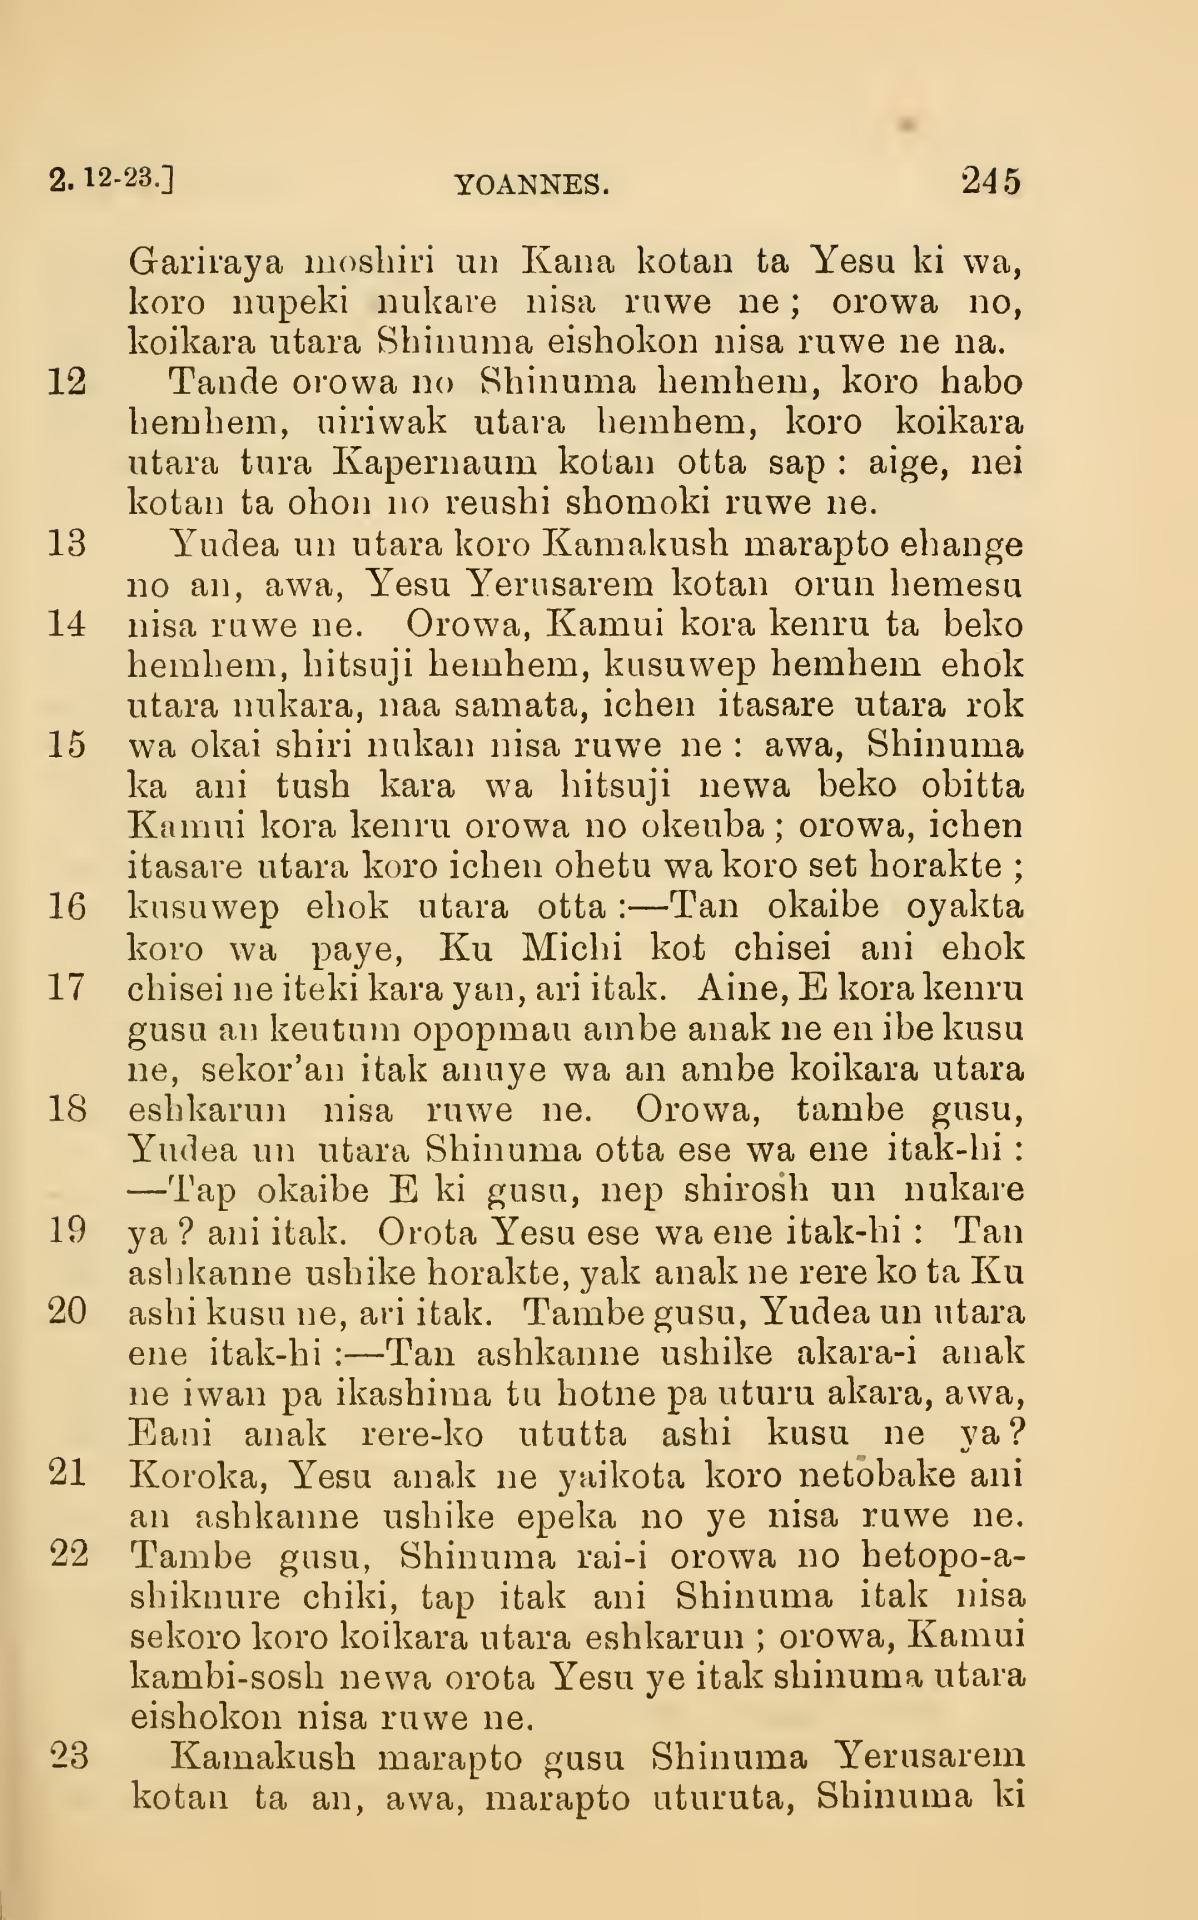 2. 12-23.] YOANNES. 245
Gariraya moshiri un Kana kotan ta Yesu ki wa,
koro nupeki nukare nisa ruwe ne; orowa no,
koikara utara Shinuma eishokon nisa ruwe ne na.
12 Tande orowa no Shinuma hemhem, koro habo
hemhem, uiriwak utara hemhem, koro koikara
utara tura Kapernaum kotan otta sap: aige, nei
kotan ta ohon no reushi shomoki ruwe ne.
13 Yudea un utara koro Kamakush marapto ehange
no an, awa, Yesu Yerusarem kotan orun hemesu
14 nisa ruwe ne. Orowa, Kamui kora kenru ta beko
hemhem, hitsuji hemhem, kusuwep hemhem ehok
utara nukara, naa samata, ichen itasare utara rok
15 wa okai shiri nukan nisa ruwe ne: awa, Shinuma
ka ani tush kara wa hitsuji newa beko obitta
Kamui kora kenru orowa no okeuba; orowa, ichen
itasare utara koro ichen ohetu wa koro set horakte;
16 kusuwep ehok utara otta:—Tan okaibe oyakta
koro wa paye, Ku Michi kot chisei ani ehok
17 chisei ne iteki kara yan, ari itak. Aine, E kora kenru
gusu an keutum opopmau ambe anak ne en ibe kusu
ne, sekor'an itak anuye wa an ambe koikara utara
18 eshkarun nisa ruwe ne. Orowa, tambe gusu,
Yudea un utara Shinuma otta ese wa ene itak-hi:
—Tap okaibe E ki gusu, nep shirosh un nukare
19 ya? ani itak. Orota Yesu ese wa ene itak-hi: Tan
ashkanne ushike horakte, yak anak ne rere ko ta Ku
20 ashi kusu ne, ari itak. Tambe gusu, Yudea un utara
ene itak-hi:—Tan ashkanne ushike akara-i anak
ne iwan pa ikashima tu hotne pa uturu akara, awa,
Eani anak rere-ko ututta ashi kusu ne ya?
21 Koroka, Yesu anak ne yaikota koro netobake ani
an ashkanne ushike epeka no ye nisa ruwe ne.
22 Tambe gusu, Shinuma rai-i orowa no hetopo-a-
shiknure chiki, tap itak ani Shinuma itak nisa
sekoro koro koikara utara eshkarun; orowa, Kamui
kambi-sosh newa orota Yesu ye itak shinuma utara
eishokon nisa ruwe ne.
23 Kamakush marapto gusu Shinuma Yerusarem
kotan ta an, awa, marapto uturuta, Shinuma ki